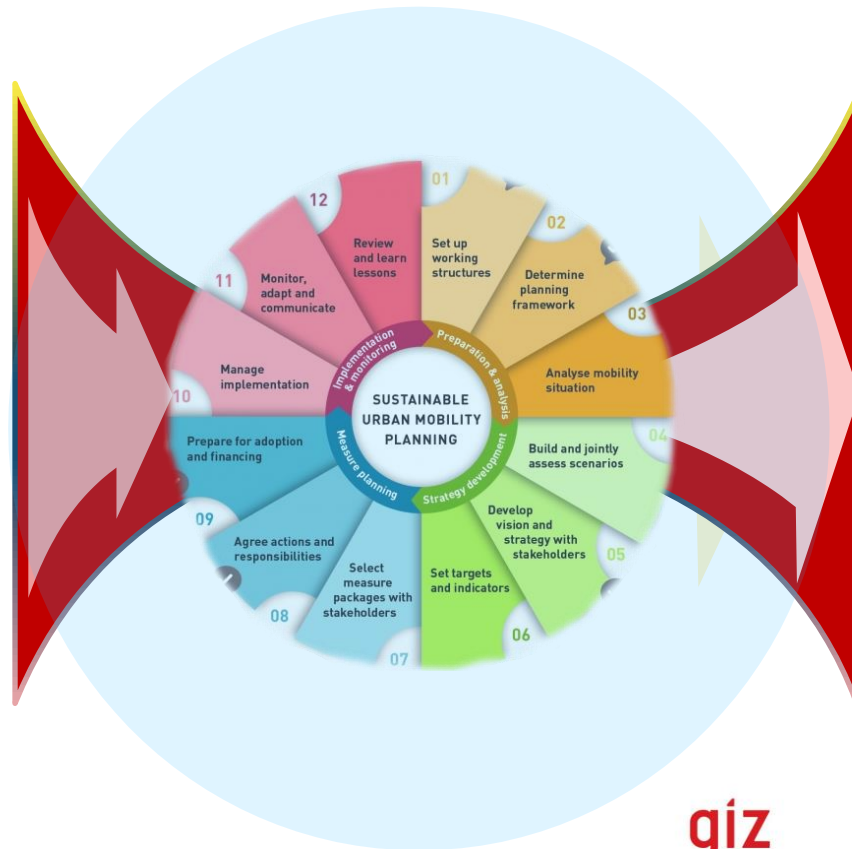 01
Set up
working
structures
02
Determine
planning
framework
03
Analyse mobility
situation
04
Build and jointly
assess scenarios
05
Develop
vision and
strategy with
stakeholders
06
Set targets
and indicators
07
Select
measure
packages with
stakeholders
08
Agree actions and
responsibilities
09
Prepare for adoption
and financing
10
Manage
implementation
11
Monitor,
adapt and
communicate
12
Review
and learn
lessons
Preparation & analysis
Strategy development
Measure planning
Implementation
& monitoring
SUSTAINABLE
URBAN MOBILITY
PLANNING
giz